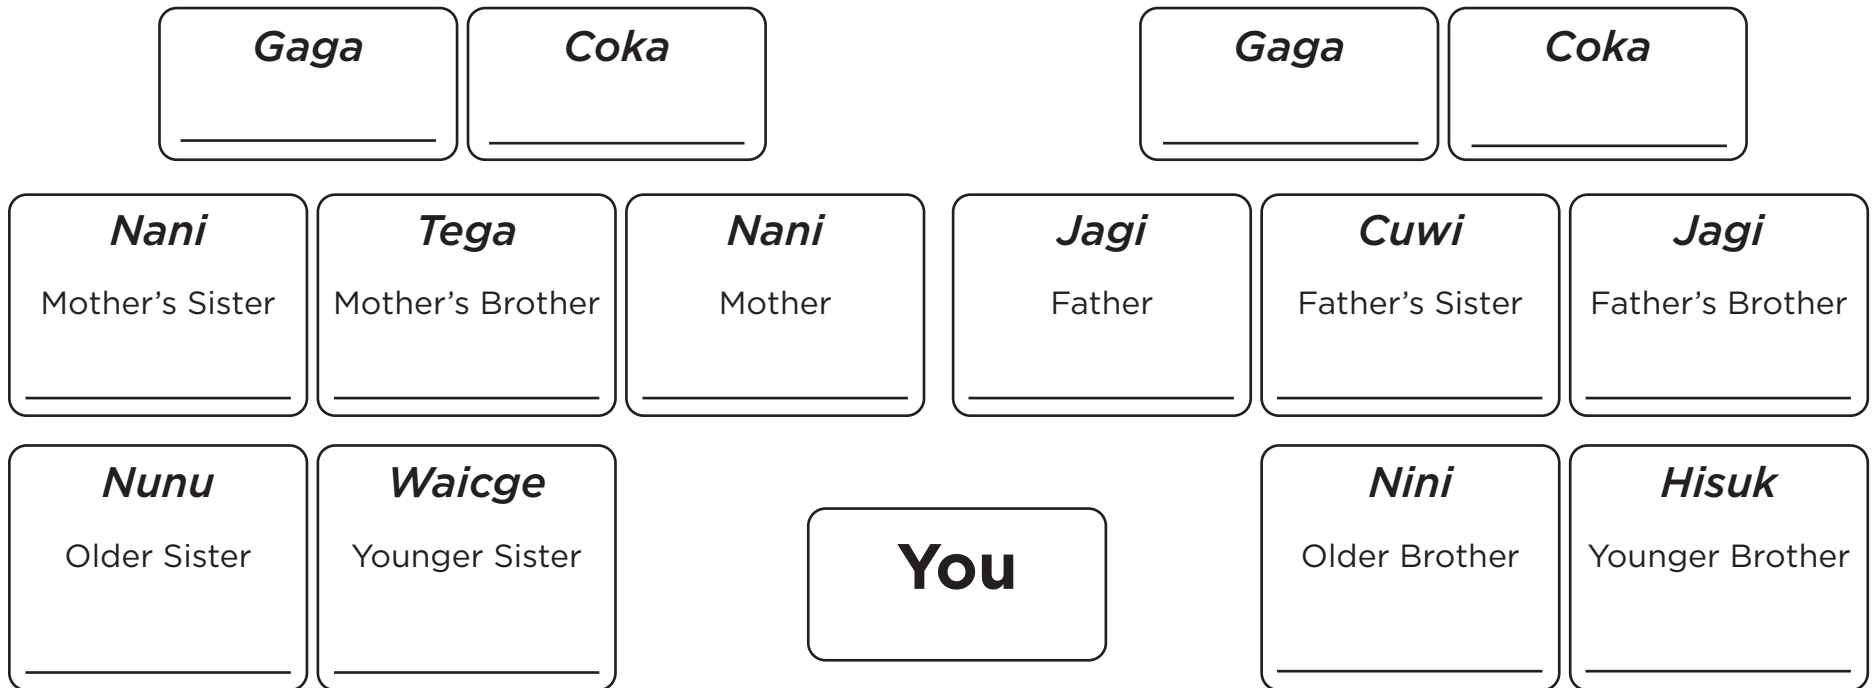 Gaga
Coka
Gaga
Coka
Nani
Mother’s Sister
Tega
Mother’s Brother
Nani
Mother
Jagi
Father
Cuwi
Father’s Sister
Jagi
Father’s Brother
Nunu
Older Sister
Waicge
Younger Sister
You
Nini
Older Brother
Hisuk
Younger Brother